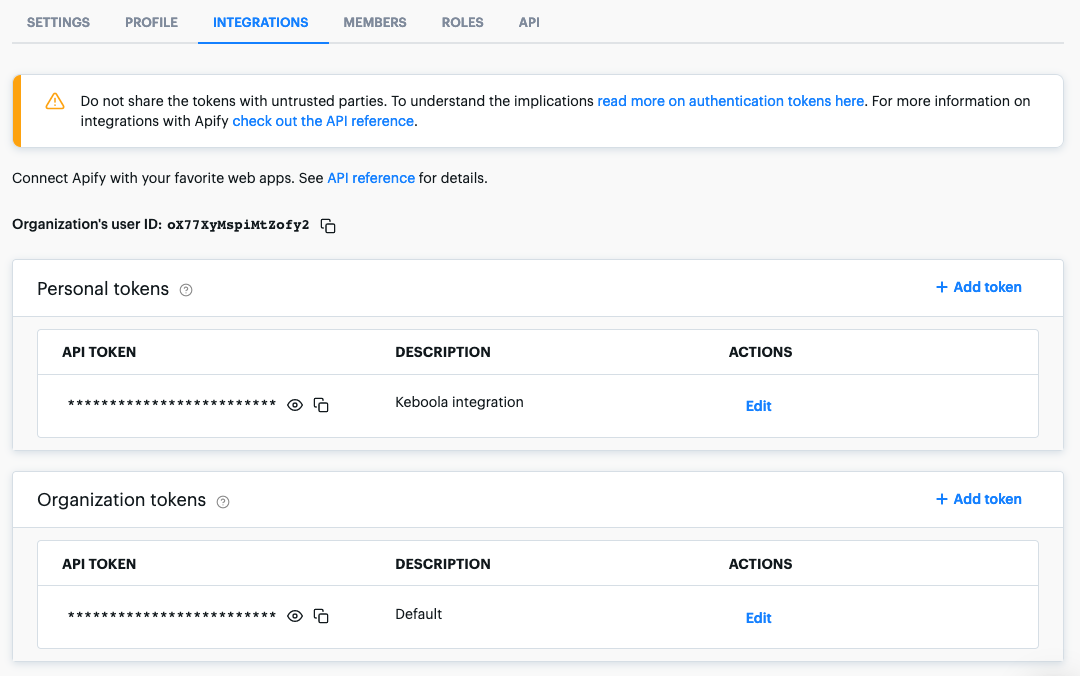 SETTINGS PROFILE INTEGRATIONS MEMBERS ROLES API
Do not share the tokens with untrusted parties. To understand the implications read more on authentication tokens here. For more information on
integrations with Apify check out the API reference.
Connect Apify with your favorite web apps. See API reference for details.
Organization's user ID: oX77XyMspiMtZofy2
Personal tokens + Add token
API TOKEN DESCRIPTION ACTIONS
************************* Keboola integration Edit
Organization tokens + Add token
API TOKEN DESCRIPTION ACTIONS
************************* Default Edit